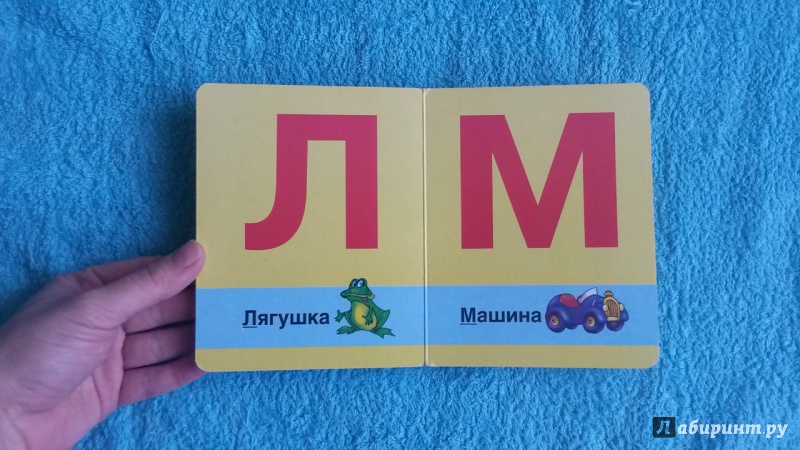 Л
Лягушка
М
Машина
Лабиринт.ру